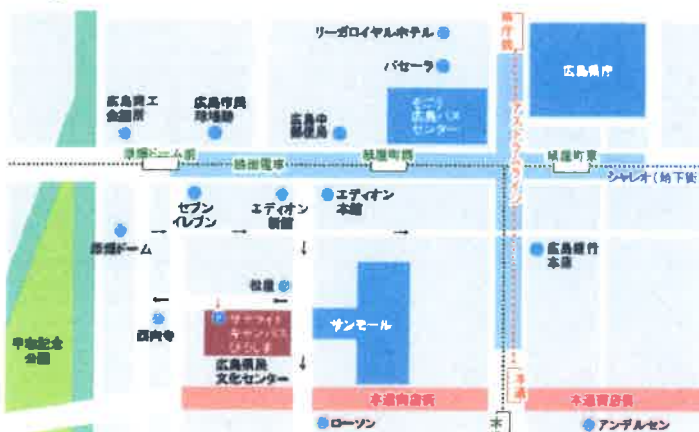 リーガロイヤルホテル
県庁前
パセーラ
広島県庁
広島商工
会議所
広島市民
球場跡
広島中
郵便局
そごう
広島バス
センター
アストラムライン
原爆ドーム前
路面電車
紙屋町西
紙屋町東
シャレオ(地下街
セブン
イレブン
エディオン
新館
エディオン
本館
原爆ドーム
広島銀行
本店
松屋
平和記念
公園
西向寺
サテライト
キャンパス
ひろしま
サンモール
広島県民
文化センター
本通
本通商店街
本通商店街
ローソン
本
アンデルセン